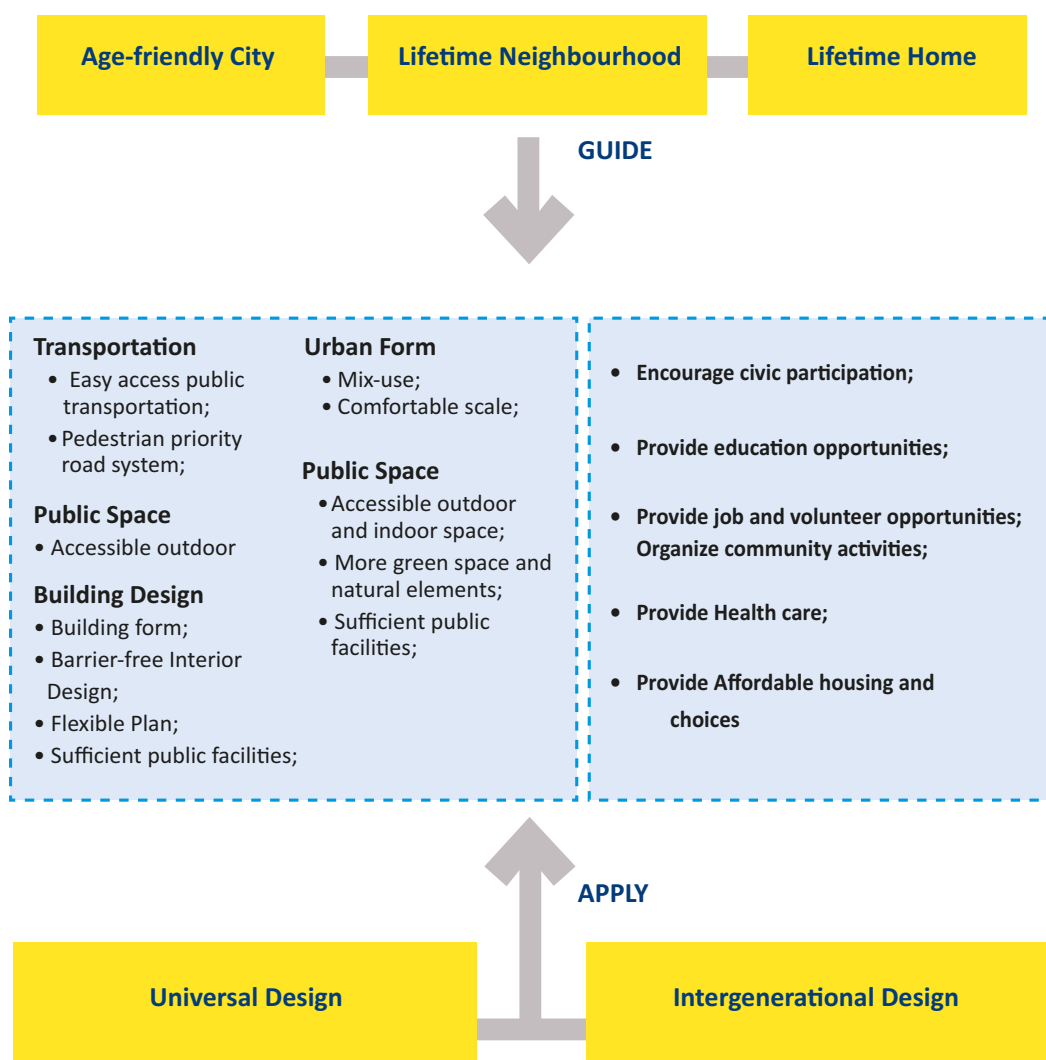 Age-friendly City
Lifetime Neighbourhood
Lifetime Home
GUIDE
Transportation
• Easy access public
transportation;
• Pedestrian priority
road system;
Public Space
• Accessible outdoor
Building Design
• Building form;
• Barrier-free Interior
Design;
• Flexible Plan;
• Sufficient public facilities;
Urban Form
• Mix-use;
• Comfortable scale;
Public Space
• Accessible outdoor
and indoor space;
• More green space and
natural elements;
• Sufficient public
facilities;
• Encourage civic participation;
• Provide education opportunities;
• Provide job and volunteer opportunities;
Organize community activities;
• Provide Health care;
• Provide Affordable housing and
choices
APPLY
Universal Design
Intergenerational Design